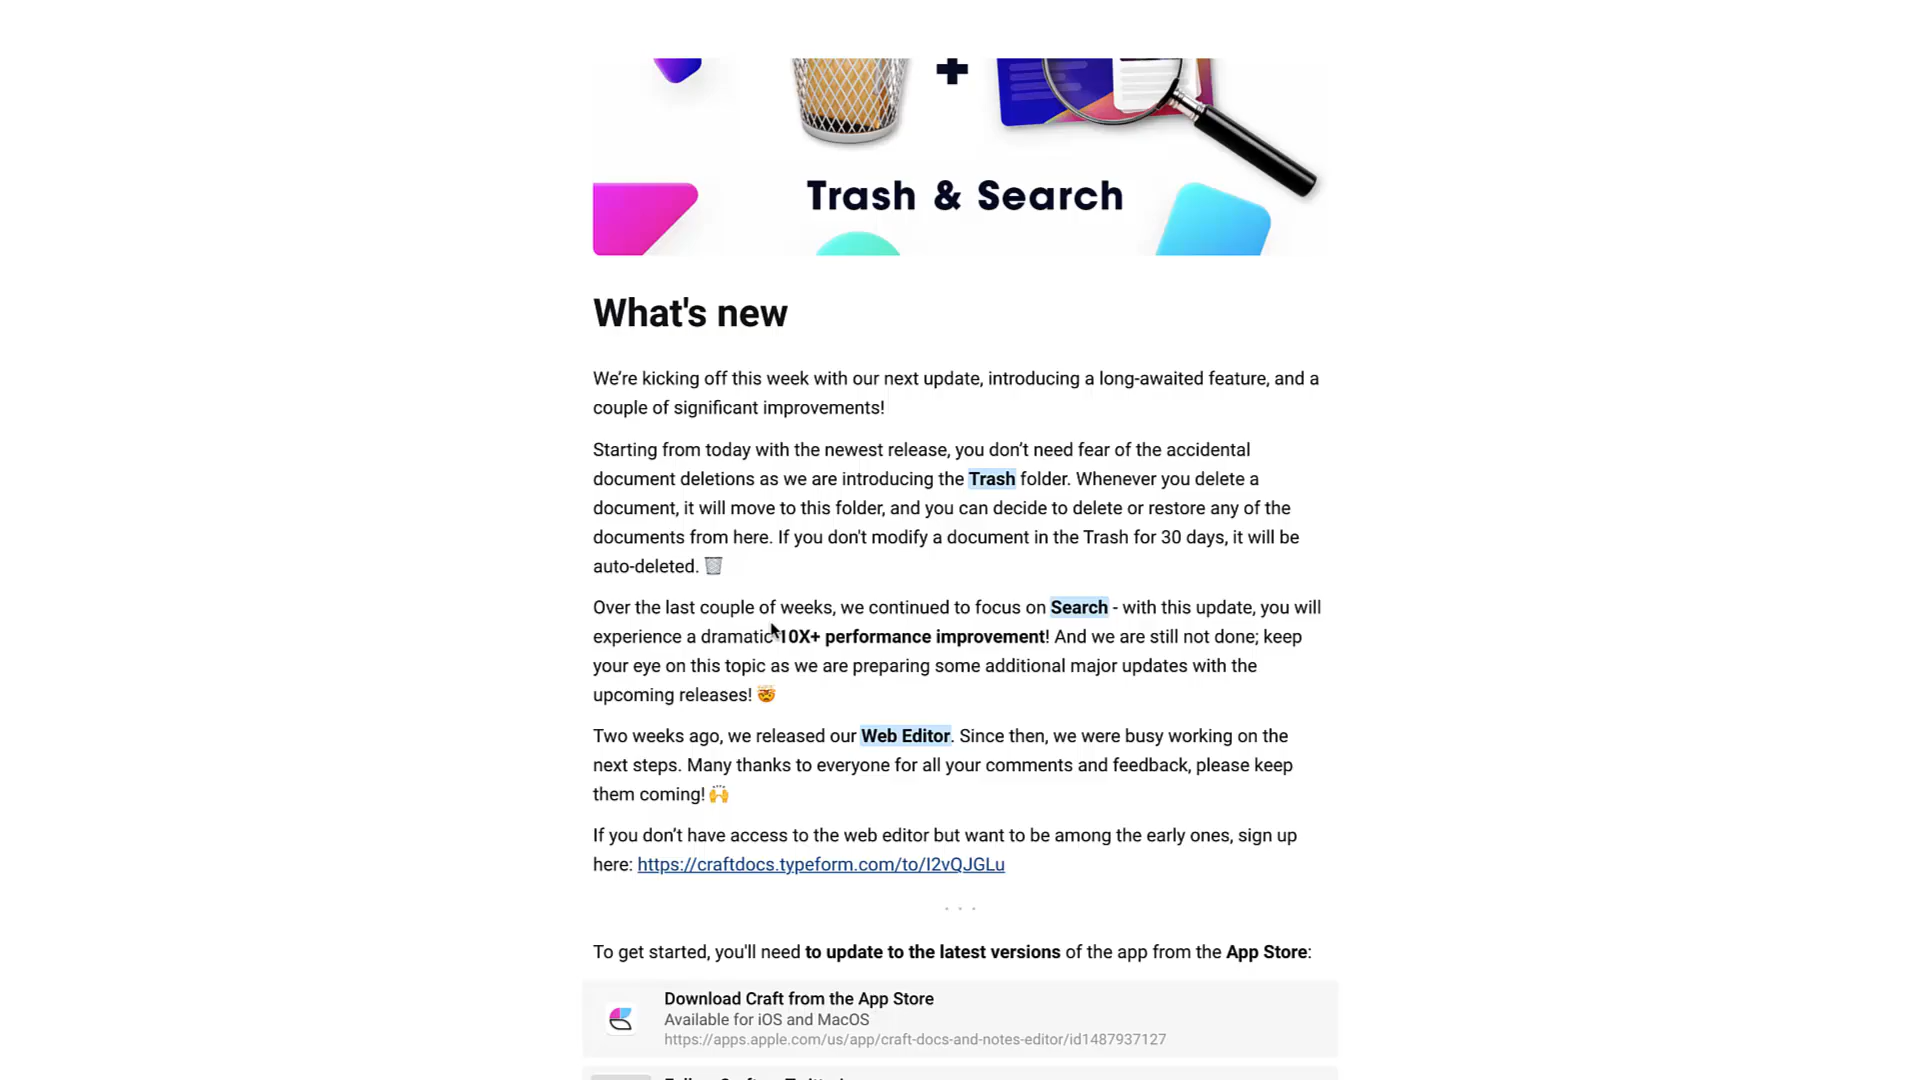 +
Trash & Search
What's new
We’re kicking off this week with our next update, introducing a long-awaited feature, and a
couple of significant improvements!
Starting from today with the newest release, you don’t need fear of the accidental
document deletions as we are introducing the Trash folder. Whenever you delete a
document, it will move to this folder, and you can decide to delete or restore any of the
documents from here. If you don't modify a document in the Trash for 30 days, it will be
auto-deleted. 🗑️
Over the last couple of weeks, we continued to focus on Search - with this update, you will
experience a dramatic 10X+ performance improvement! And we are still not done; keep
your eye on this topic as we are preparing some additional major updates with the
upcoming releases! 🤯
Two weeks ago, we released our Web Editor. Since then, we were busy working on the
next steps. Many thanks to everyone for all your comments and feedback, please keep
them coming! 🙌
If you don’t have access to the web editor but want to be among the early ones, sign up
here: https://craftdocs.typeform.com/to/I2vQJGLu
· · ·
To get started, you'll need to update to the latest versions of the app from the App Store:
Download Craft from the App Store
Available for iOS and MacOS
https://apps.apple.com/us/app/craft-docs-and-notes-editor/id1487937127